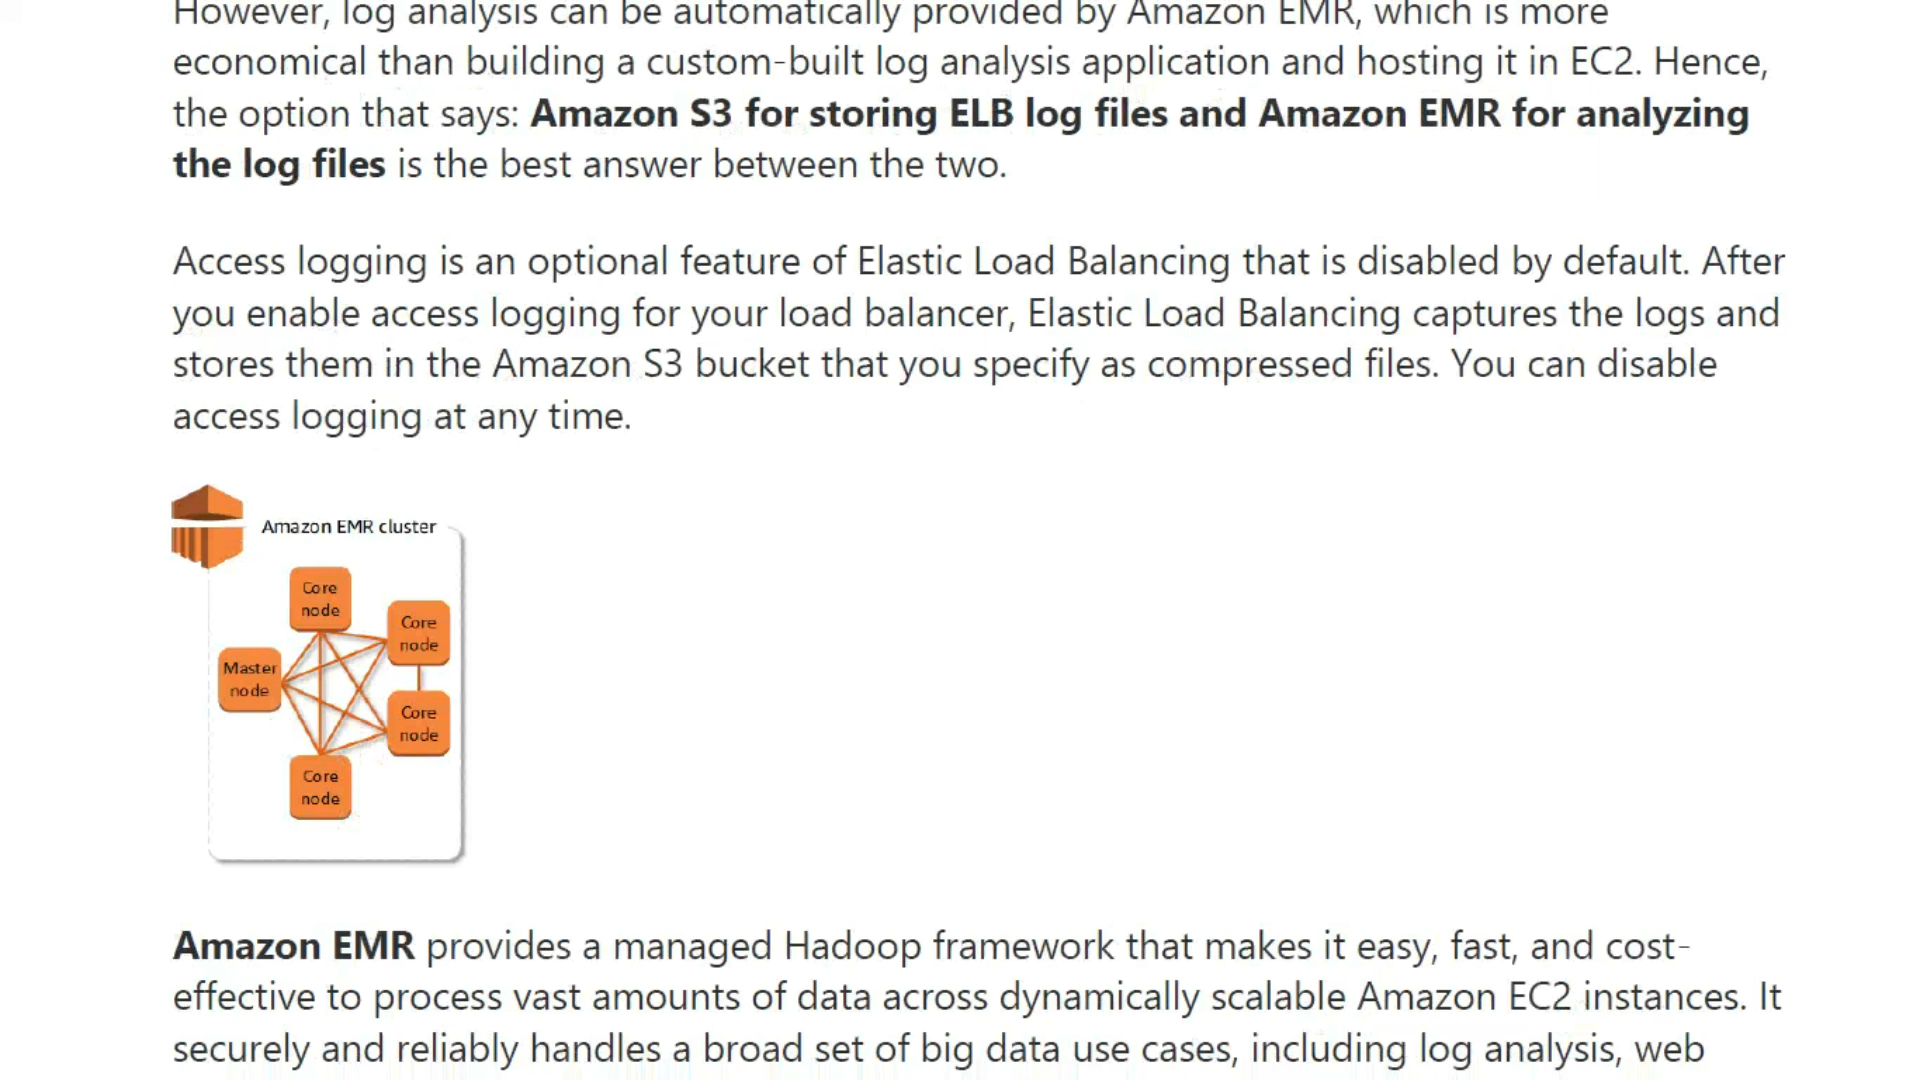 However, log analysis can be automatically provided by Amazon EMR, which is more
economical than building a custom-built log analysis application and hosting it in EC2. Hence,
the option that says: Amazon S3 for storing ELB log files and Amazon EMR for analyzing
the log files is the best answer between the two.
Access logging is an optional feature of Elastic Load Balancing that is disabled by default. After
you enable access logging for your load balancer, Elastic Load Balancing captures the logs and
stores them in the Amazon S3 bucket that you specify as compressed files. You can disable
access logging at any time.
Amazon EMR cluster
Core
node
Core
node
Master
node
Core
node
Core
node
Amazon EMR provides a managed Hadoop framework that makes it easy, fast, and cost-
effective to process vast amounts of data across dynamically scalable Amazon EC2 instances. It
securely and reliably handles a broad set of big data use cases, including log analysis, web